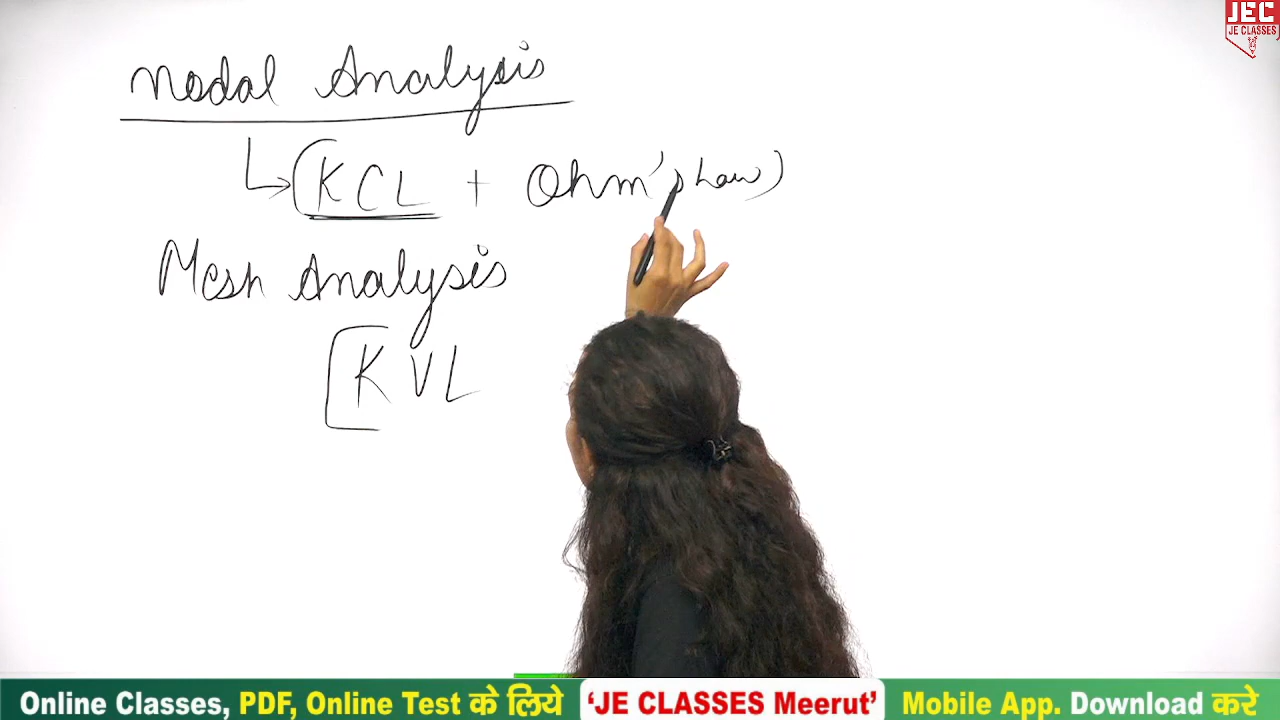 JEC
JE CLASSES
Nodal Analysis
(KCL + Ohm's Law)
Mesh Analysis
[KVL
Online Classes, PDF, Online Test के लिये 'JE CLASSES Meerut' Mobile App. Download करे